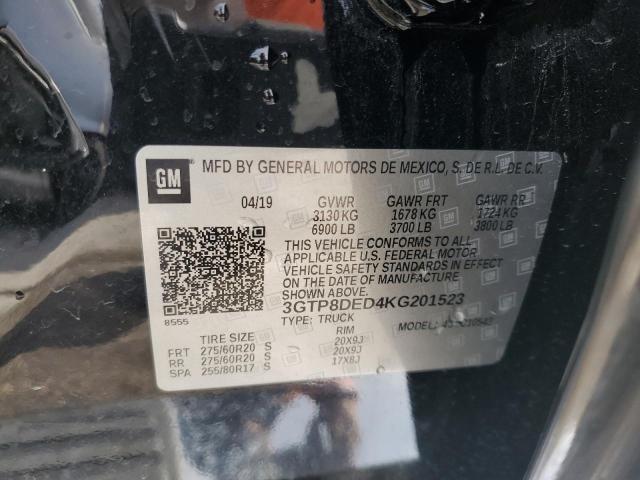 GM
MFD BY GENERAL MOTORS DE MEXICO, S. DE R.L. DE C.V.
04/19 GVWR GAWR FRT GAWR RR
3130 KG 1678 KG 1724 KG
6900 LB 3700 LB 3800 LB
THIS VEHICLE CONFORMS TO ALL
APPLICABLE U.S. FEDERAL MOTOR
VEHICLE SAFETY STANDARDS IN EFFECT
ON THE DATE OF MANUFACTURE SHOWN ABOVE.
3GTP8DED4KG201523
8555
TYPE: TRUCK MODEL:
TIRE SIZE RIM
FRT 275/60R20 S 20X9J
RR 275/60R20 S 20X9J
SPA 255/80R17 S 17X8J